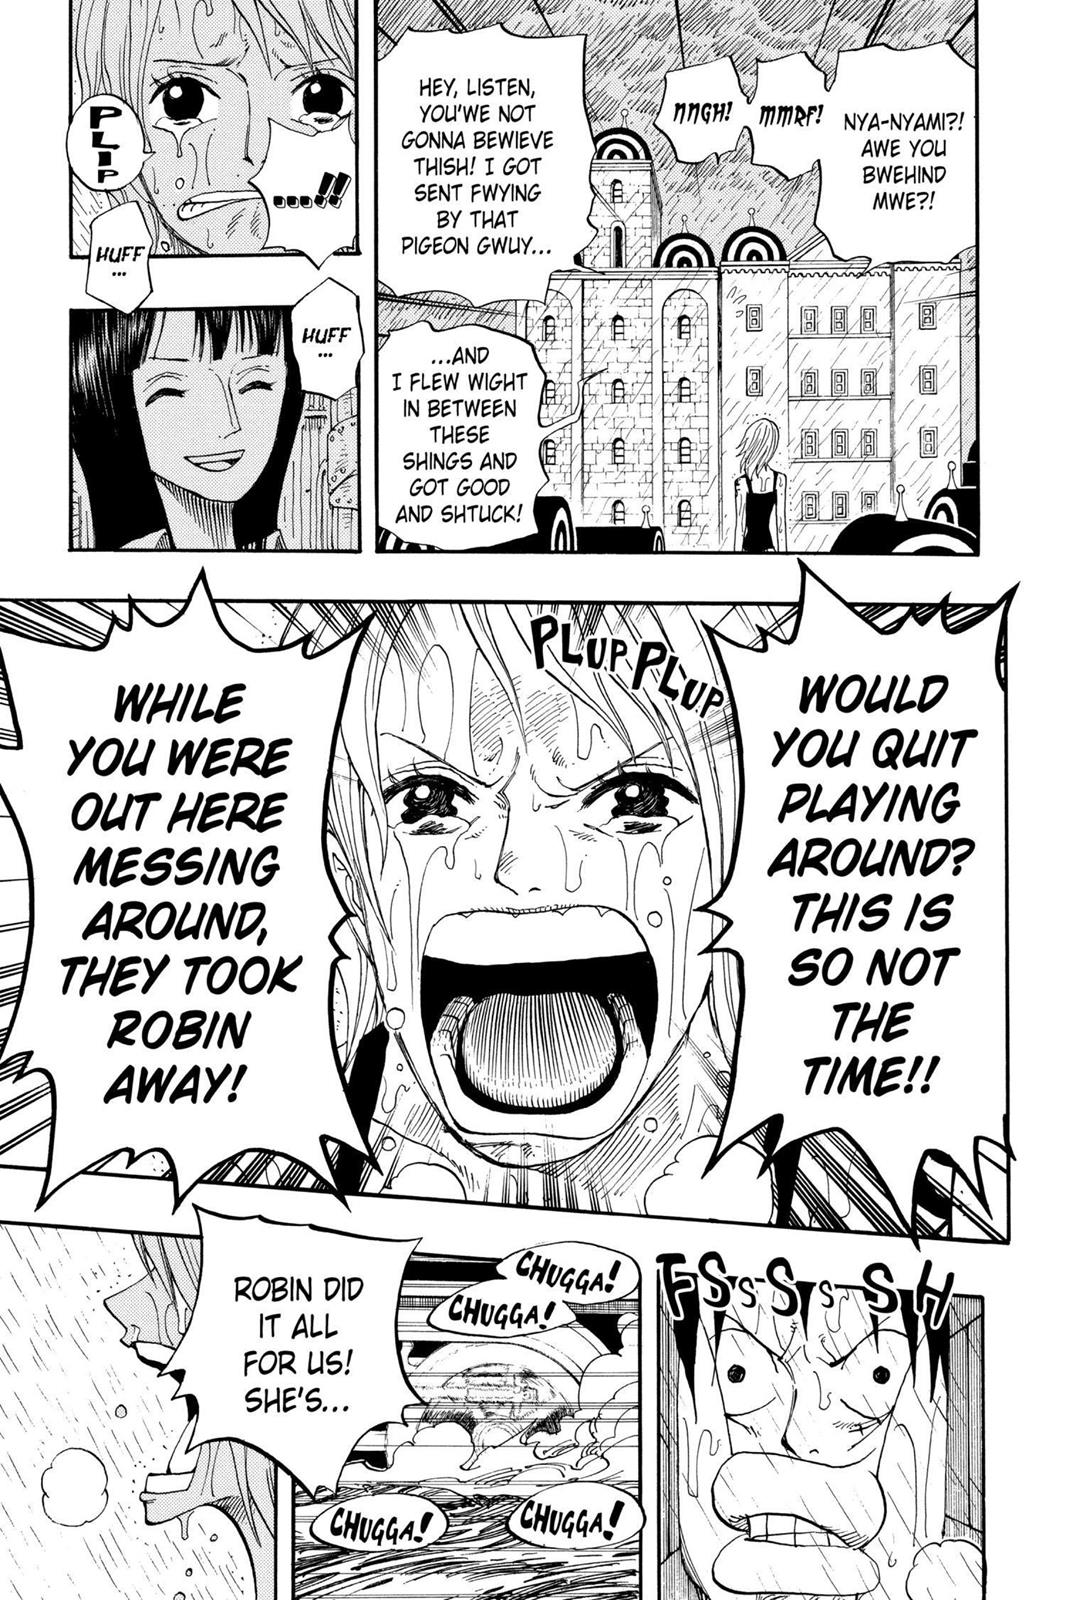 NYA-NYAMI?!
AWE YOU
BWEHIND
MWE?!
MMRF!
NNGH!
HEY, LISTEN,
YOU'WE NOT
GONNA BEWIEVE
THISH! I GOT
SENT FWYING
BY THAT
PIGEON GWUY...
...AND
I FLEW WIGHT
IN BETWEEN
THESE
SHINGS AND
GOT GOOD
AND SHTUCK!
....!!
PLIP
HUFF
...
HUFF
...
PLUP PLUP
WOULD
YOU QUIT
PLAYING
AROUND?
THIS IS
SO NOT
THE
TIME!!
WHILE
YOU WERE
OUT HERE
MESSING
AROUND,
THEY TOOK
ROBIN
AWAY!
FSSSS SH
CHUGGA!
CHUGGA!
CHUGGA!
CHUGGA!
ROBIN DID
IT ALL
FOR US!
SHE'S...